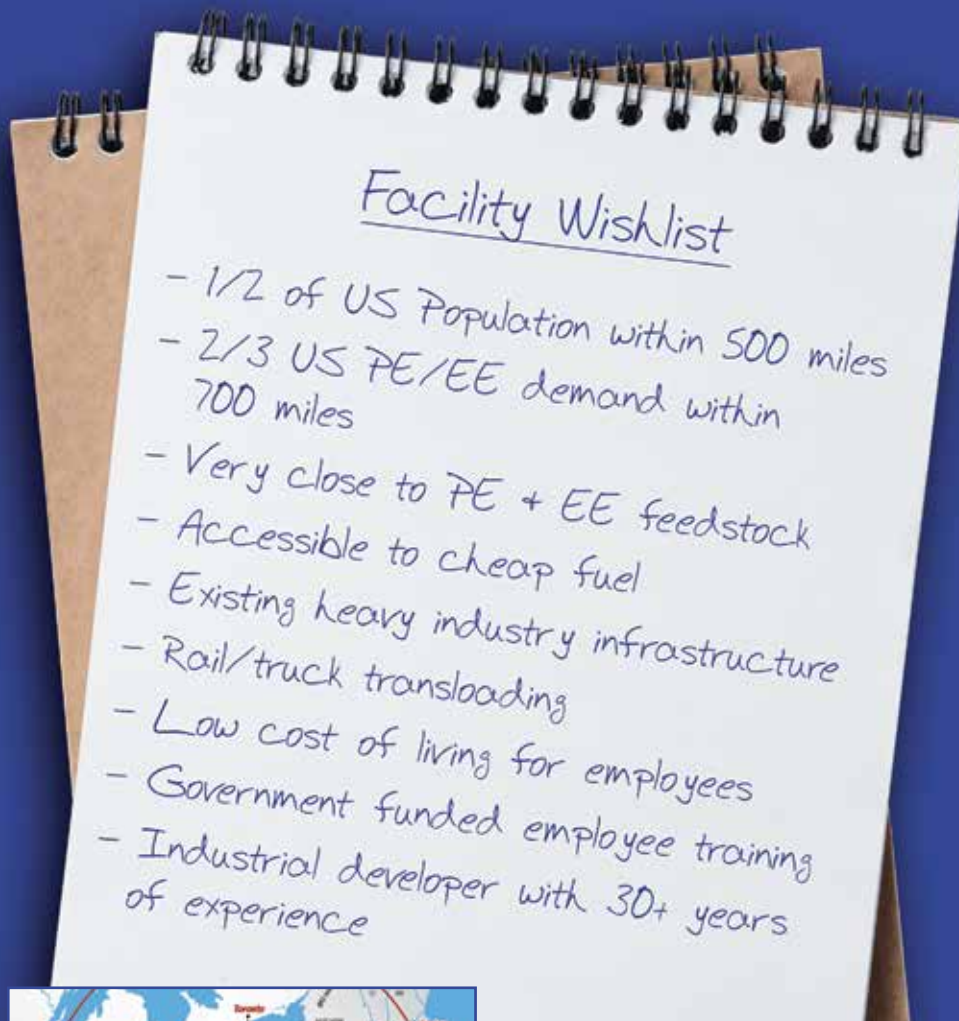 Facility Wishlist
- 1/2 of US Population within 500 miles
- 2/3 US PE/EE demand within
700 miles
- Very close to PE + EE feedstock
- Accessible to cheap fuel
- Existing heavy industry infrastructure
- Rail/truck transloading
- Low cost of living for employees
- Government funded employee training
- Industrial developer with 30+ years
of experience
Toronto